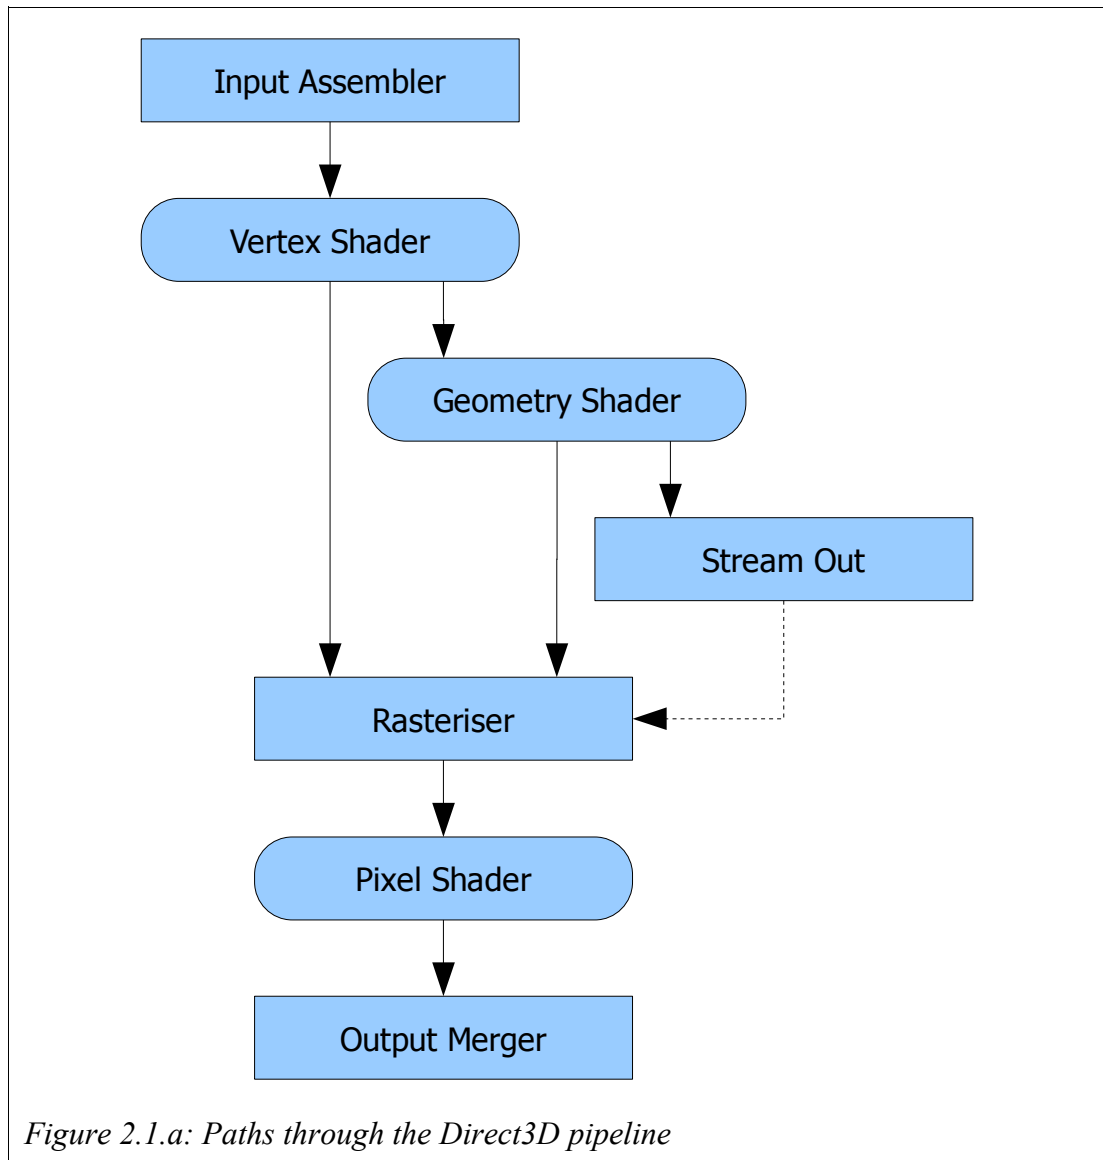 Input Assembler
Vertex Shader
Geometry Shader
Stream Out
Rasteriser
Pixel Shader
Output Merger
Figure 2.1.a: Paths through the Direct3D pipeline